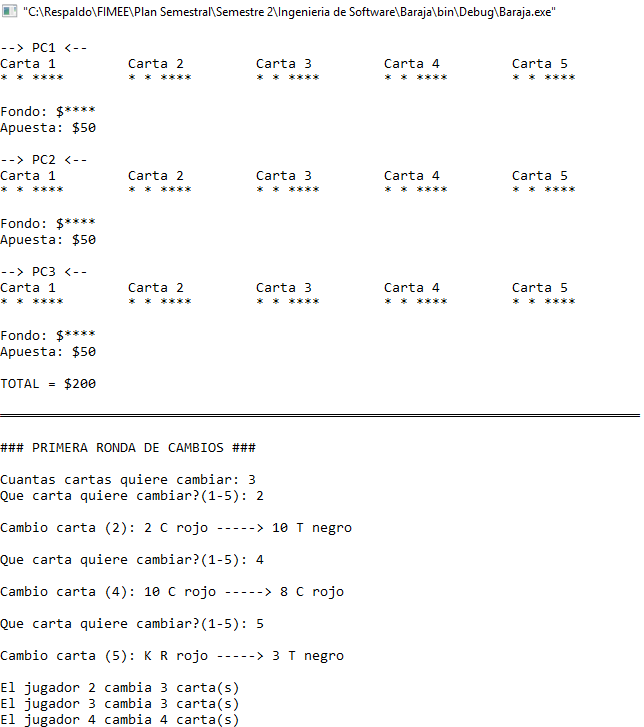 "C:\Respaldo\FIMEE\Plan Semestral\Semestre 2\Ingenieria de Software\Baraja\bin\Debug\Baraja.exe"
--> PC1 <--
Carta 1 Carta 2 Carta 3 Carta 4 Carta 5
* * **** * * **** * * **** * * **** * * ****
Fondo: $****
Apuesta: $50
--> PC2 <--
Carta 1 Carta 2 Carta 3 Carta 4 Carta 5
* * **** * * **** * * **** * * **** * * ****
Fondo: $****
Apuesta: $50
--> PC3 <--
Carta 1 Carta 2 Carta 3 Carta 4 Carta 5
* * **** * * **** * * **** * * **** * * ****
Fondo: $****
Apuesta: $50
TOTAL = $200
### PRIMERA RONDA DE CAMBIOS ###
Cuantas cartas quiere cambiar: 3
Que carta quiere cambiar?(1-5): 2
Cambio carta (2): 2 C rojo -----> 10 T negro
Que carta quiere cambiar?(1-5): 4
Cambio carta (4): 10 C rojo -----> 8 C rojo
Que carta quiere cambiar?(1-5): 5
Cambio carta (5): K R rojo -----> 3 T negro
El jugador 2 cambia 3 carta(s)
El jugador 3 cambia 3 carta(s)
El jugador 4 cambia 4 carta(s)